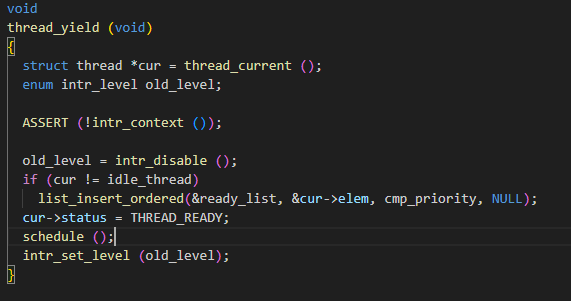 void
thread_yield (void)
{
  struct thread *cur = thread_current ();
  enum intr_level old_level;

  ASSERT (!intr_context ());

  old_level = intr_disable ();
  if (cur != idle_thread)
    list_insert_ordered(&ready_list, &cur->elem, cmp_priority, NULL);
  cur->status = THREAD_READY;
  schedule ();
  intr_set_level (old_level);
}